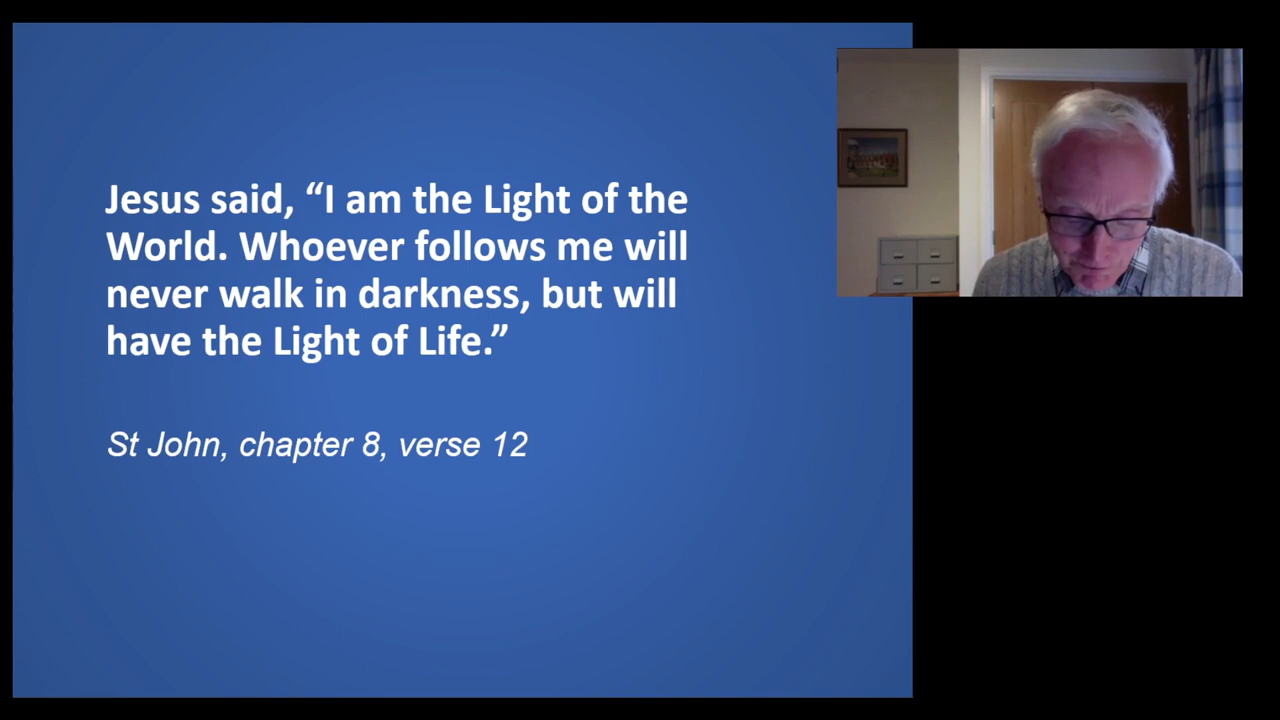 Jesus said, “I am the Light of the
World. Whoever follows me will
never walk in darkness, but will
have the Light of Life.”
St John, chapter 8, verse 12